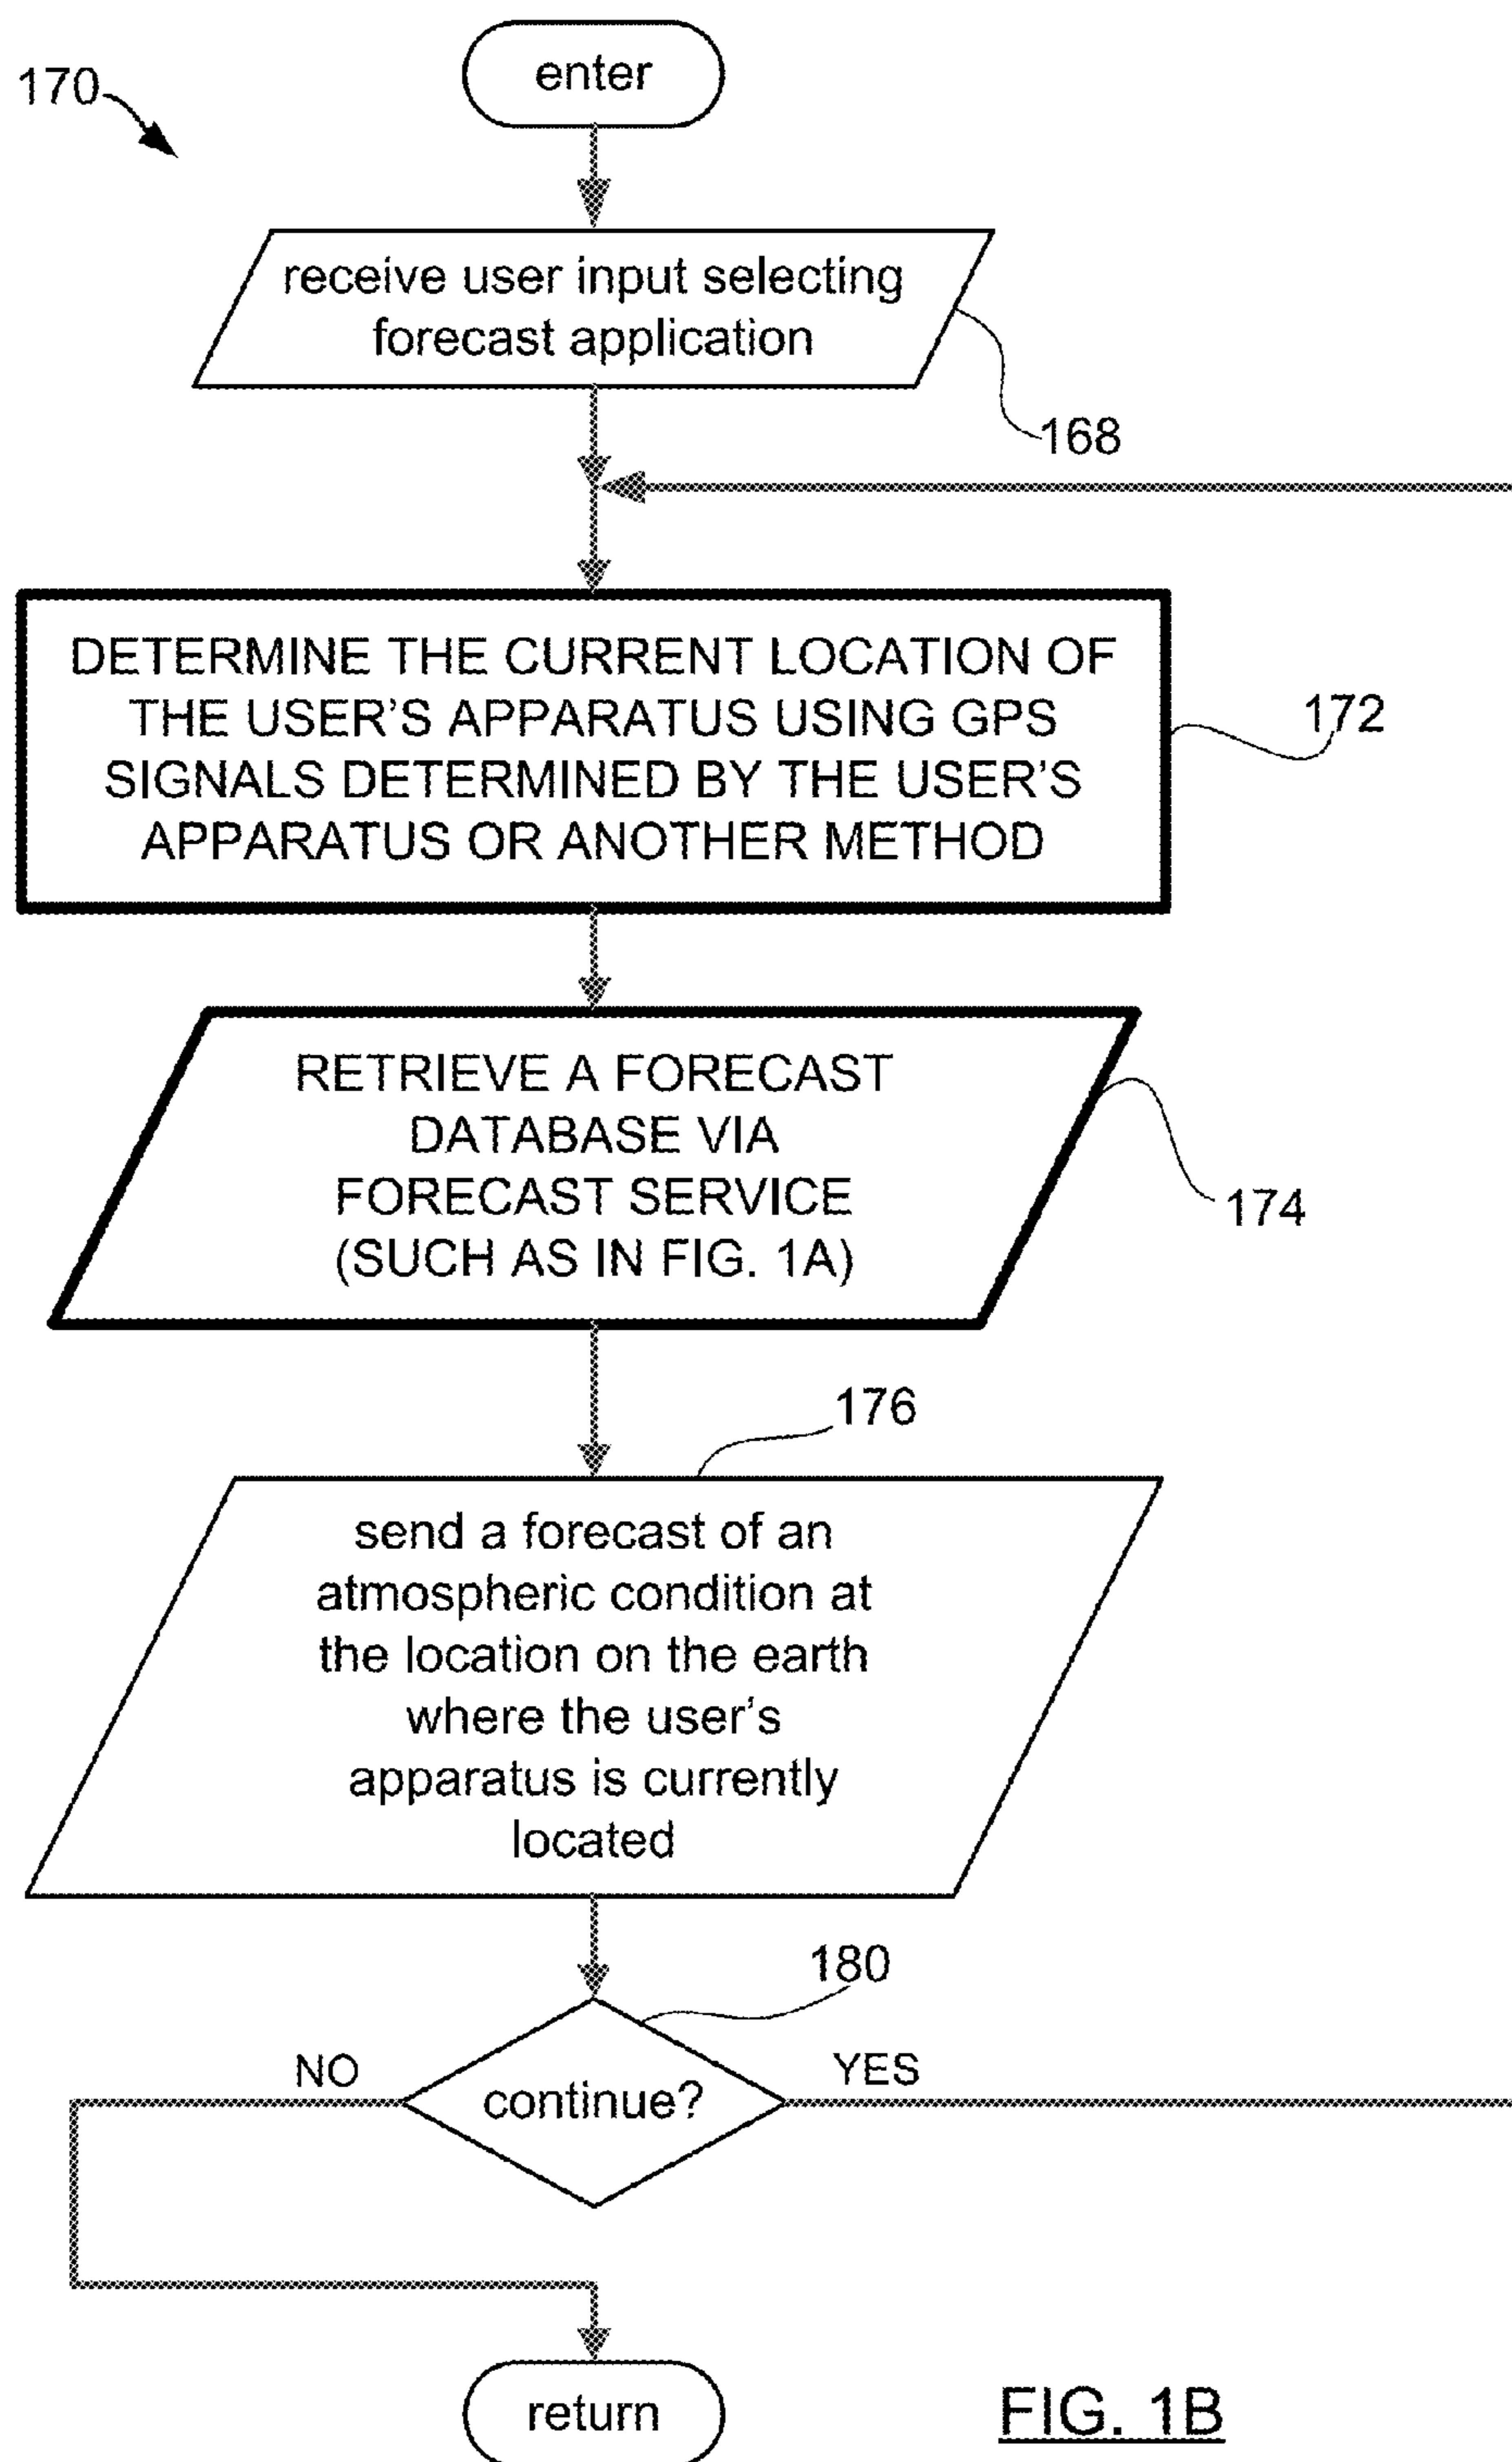 enter
170
receive user input selecting
forecast application
168
DETERMINE THE CURRENT LOCATION OF
THE USER'S APPARATUS USING GPS
SIGNALS DETERMINED BY THE USER'S
APPARATUS OR ANOTHER METHOD
172
RETRIEVE A FORECAST
DATABASE VIA
FORECAST SERVICE
(SUCH AS IN FIG. 1A)
174
176
send a forecast of an
atmospheric condition at
the location on the earth
where the user's
apparatus is currently
located
180
NO
continue?
YES
return
FIG. 1B